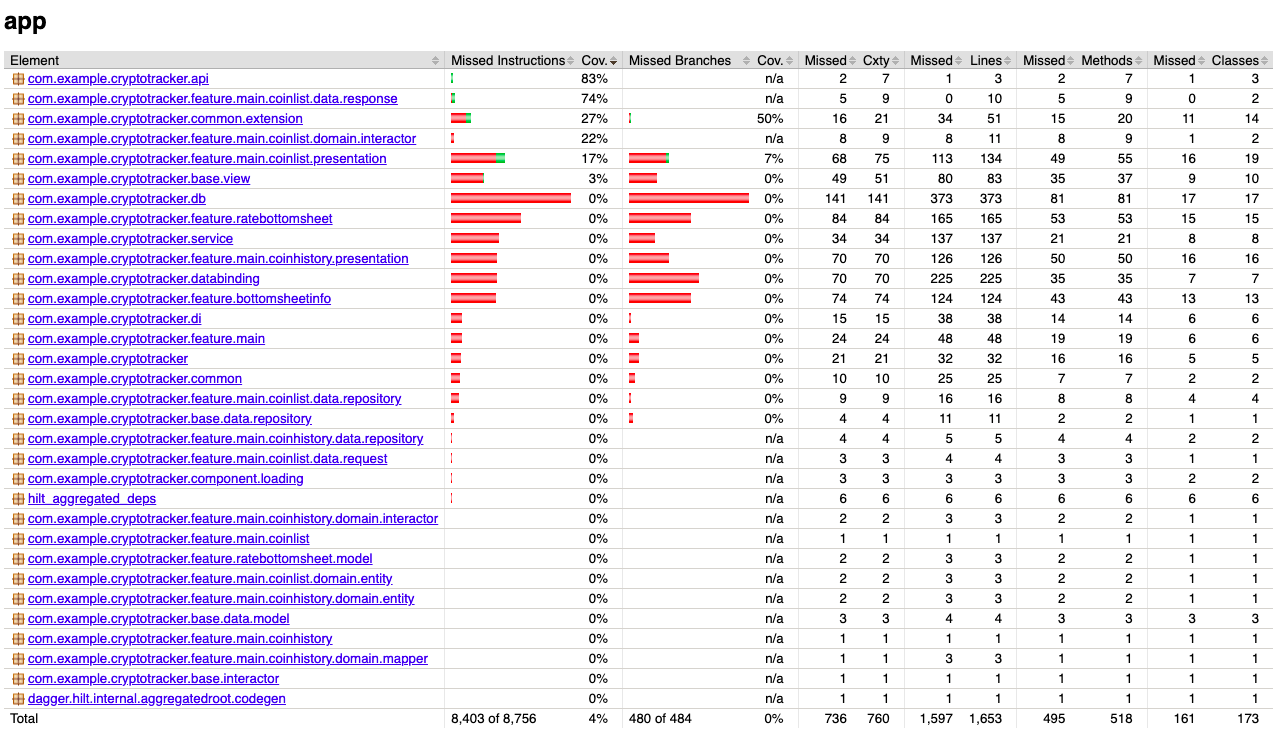 app
Element Missed Instructions Cov. Missed Branches Cov. Missed Cxty Missed Lines Missed Methods Missed Classes
com.example.cryptotracker.api 83% n/a 2 7 1 3 2 7 1 3
com.example.cryptotracker.feature.main.coinlist.data.response 74% n/a 5 9 0 10 5 9 0 2
com.example.cryptotracker.common.extension 27% 50% 16 21 34 51 15 20 11 14
com.example.cryptotracker.feature.main.coinlist.domain.interactor 22% n/a 8 9 8 11 8 9 1 2
com.example.cryptotracker.feature.main.coinlist.presentation 17% 7% 68 75 113 134 49 55 16 19
com.example.cryptotracker.base.view 3% 0% 49 51 80 83 35 37 9 10
com.example.cryptotracker.db 0% 0% 141 141 373 373 81 81 17 17
com.example.cryptotracker.feature.ratebottomsheet 0% 0% 84 84 165 165 53 53 15 15
com.example.cryptotracker.service 0% 0% 34 34 137 137 21 21 8 8
com.example.cryptotracker.feature.main.coinhistory.presentation 0% 0% 70 70 126 126 50 50 16 16
com.example.cryptotracker.databinding 0% 0% 70 70 225 225 35 35 7 7
com.example.cryptotracker.feature.bottomsheetinfo 0% 0% 74 74 124 124 43 43 13 13
com.example.cryptotracker.di 0% 0% 15 15 38 38 14 14 6 6
com.example.cryptotracker.feature.main 0% 0% 24 24 48 48 19 19 6 6
com.example.cryptotracker 0% 0% 21 21 32 32 16 16 5 5
com.example.cryptotracker.common 0% 0% 10 10 25 25 7 7 2 2
com.example.cryptotracker.feature.main.coinlist.data.repository 0% 0% 9 9 16 16 8 8 4 4
com.example.cryptotracker.base.data.repository 0% 0% 4 4 11 11 2 2 1 1
com.example.cryptotracker.feature.main.coinhistory.data.repository 0% n/a 4 4 5 5 4 4 2 2
com.example.cryptotracker.feature.main.coinlist.data.request 0% n/a 3 3 4 4 3 3 1 1
com.example.cryptotracker.component.loading 0% n/a 3 3 3 3 3 3 2 2
hilt_aggregated_deps 0% n/a 6 6 6 6 6 6 6 6
com.example.cryptotracker.feature.main.coinhistory.domain.interactor 0% n/a 2 2 3 3 2 2 1 1
com.example.cryptotracker.feature.main.coinlist 0% n/a 1 1 1 1 1 1 1 1
com.example.cryptotracker.feature.ratebottomsheet.model 0% n/a 2 2 3 3 2 2 1 1
com.example.cryptotracker.feature.main.coinlist.domain.entity 0% n/a 2 2 3 3 2 2 1 1
com.example.cryptotracker.feature.main.coinhistory.domain.entity 0% n/a 2 2 3 3 2 2 1 1
com.example.cryptotracker.base.data.model 0% n/a 3 3 4 4 3 3 3 3
com.example.cryptotracker.feature.main.coinhistory 0% n/a 1 1 1 1 1 1 1 1
com.example.cryptotracker.feature.main.coinhistory.domain.mapper 0% n/a 1 1 3 3 1 1 1 1
com.example.cryptotracker.base.interactor 0% n/a 1 1 1 1 1 1 1 1
dagger.hilt.internal.aggregatedroot.codegen 0% n/a 1 1 1 1 1 1 1 1
Total 8,403 of 8,756 4% 480 of 484 0% 736 760 1,597 1,653 495 518 161 173